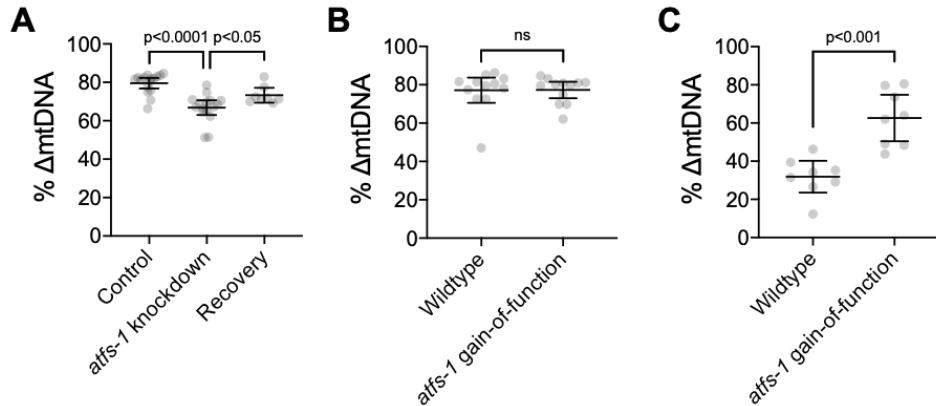 A
p<0.0001 p<0.05
% ΔmtDNA
100
80
60
40
20
0
Control
atfs-1 knockdown
Recovery
B
ns
% ΔmtDNA
100
80
60
40
20
0
Wildtype
atfs-1 gain-of-function
C
p<0.001
% ΔmtDNA
100
80
60
40
20
0
Wildtype
atfs-1 gain-of-function